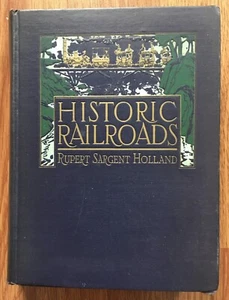 HISTORIC
RAILROADS
RUPERT SARGENT HOLLAND